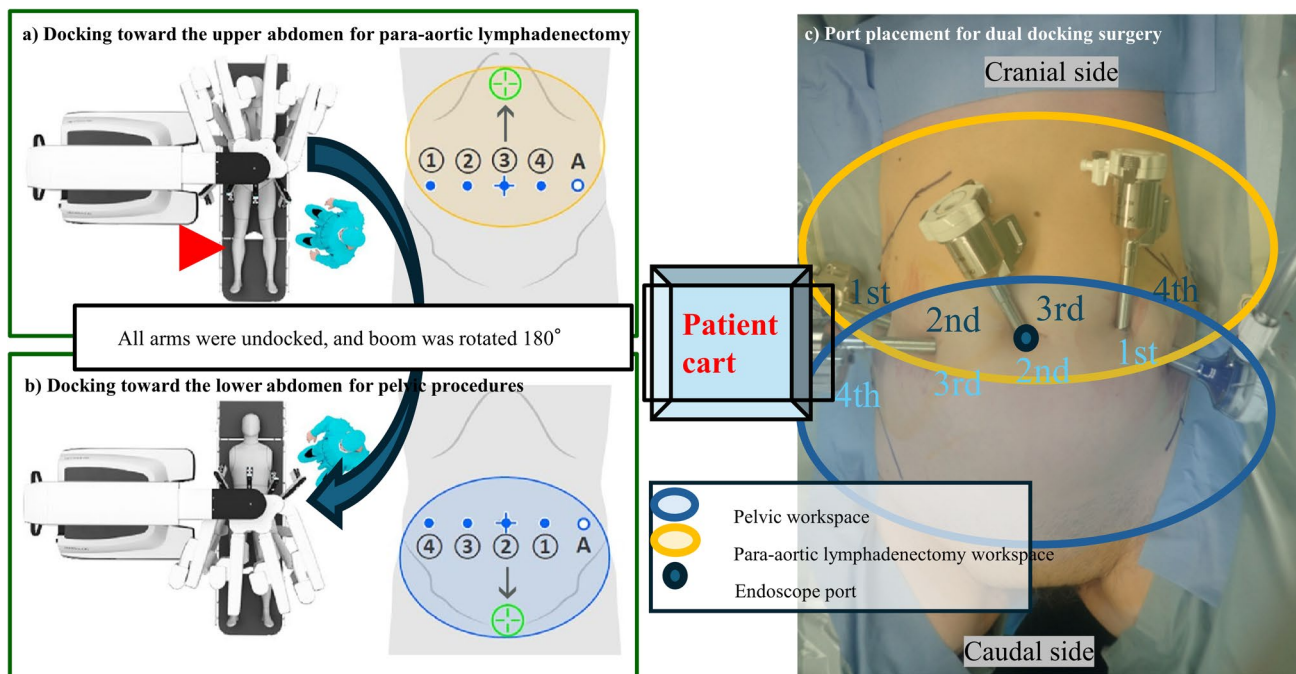 a) Docking toward the upper abdomen for para-aortic lymphadenectomy
① ② ③ ④ A
All arms were undocked, and boom was rotated 180°
b) Docking toward the lower abdomen for pelvic procedures
④ ③ ② ① A
c) Port placement for dual docking surgery
Cranial side
1st
2nd
3rd
4th
4th
3rd
2nd
1st
Patient
cart
Pelvic workspace
Para-aortic lymphadenectomy workspace
Endoscope port
Caudal side